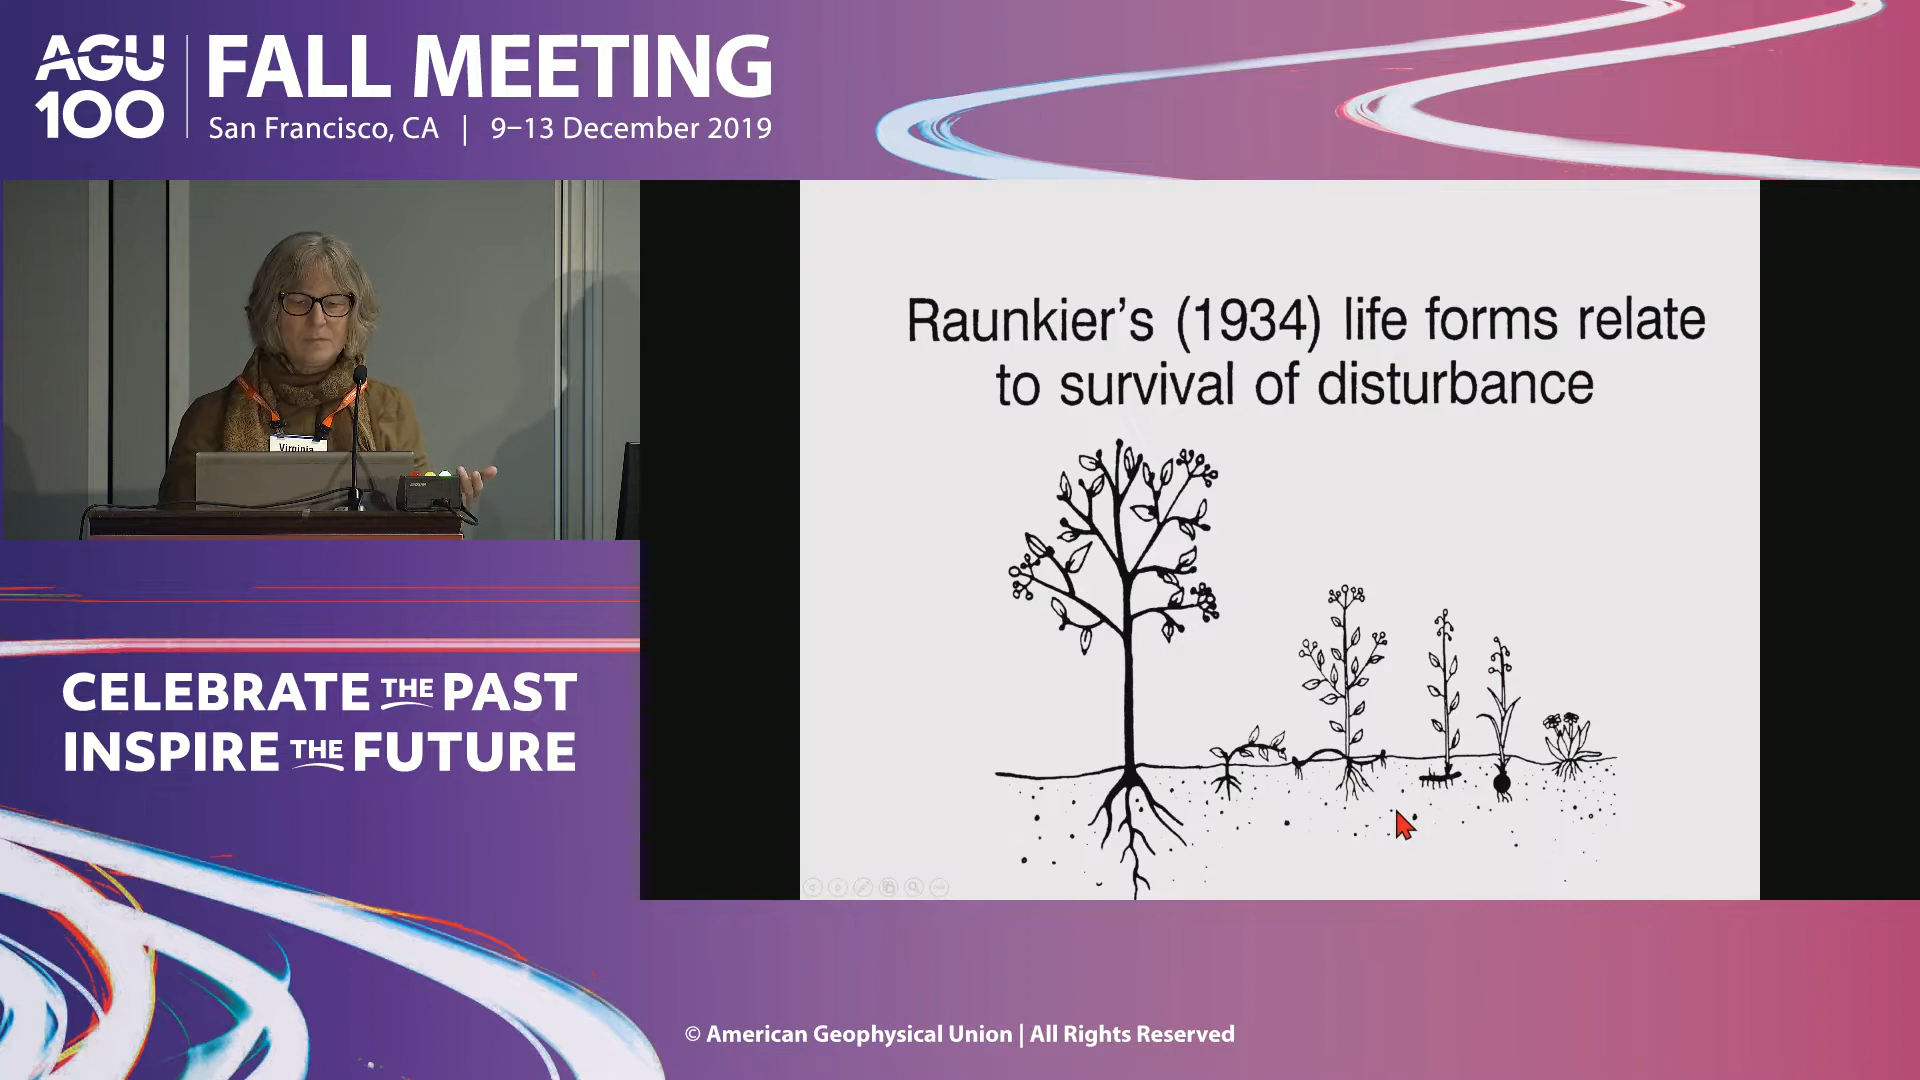 AGU
100
FALL MEETING
San Francisco, CA | 9–13 December 2019
Virginia
Raunkier's (1934) life forms relate
to survival of disturbance
CELEBRATE THE PAST
INSPIRE THE FUTURE
© American Geophysical Union | All Rights Reserved